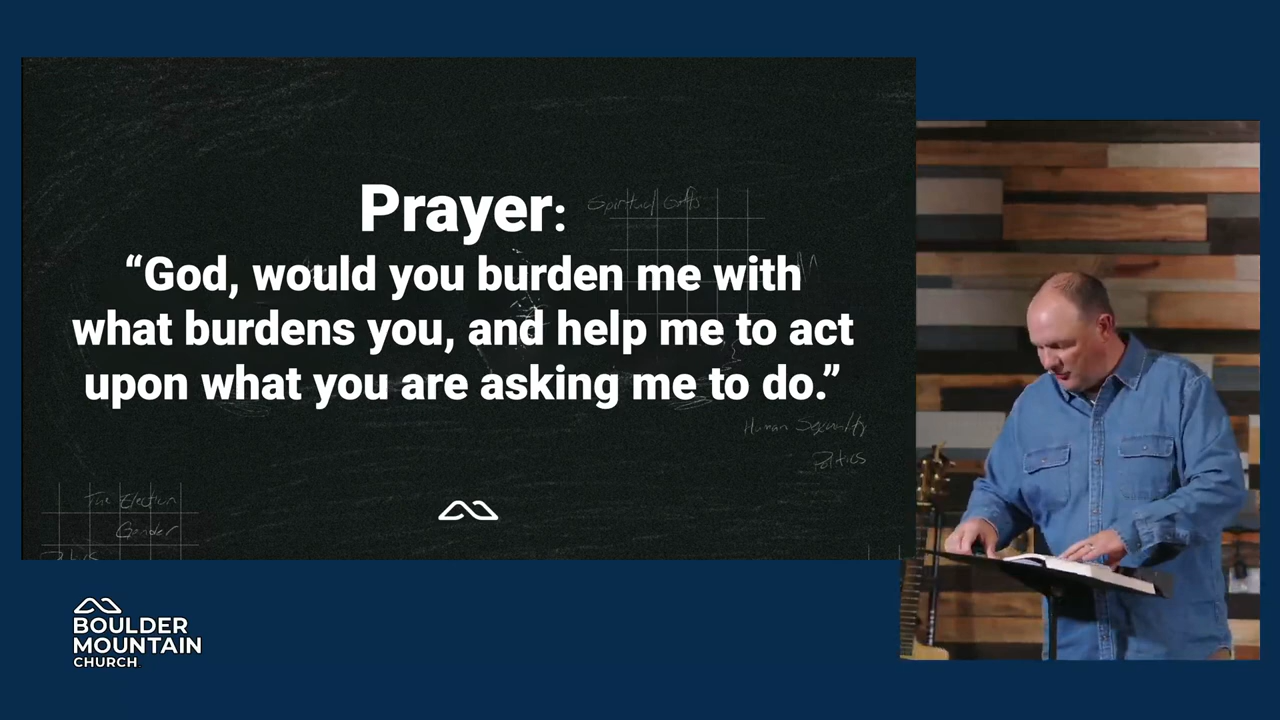 Prayer:
“God, would you burden me with
what burdens you, and help me to act
upon what you are asking me to do.”
Spiritual Gifts
Human Sexuality
Politics
The Election
Gender
BOULDER
MOUNTAIN
CHURCH